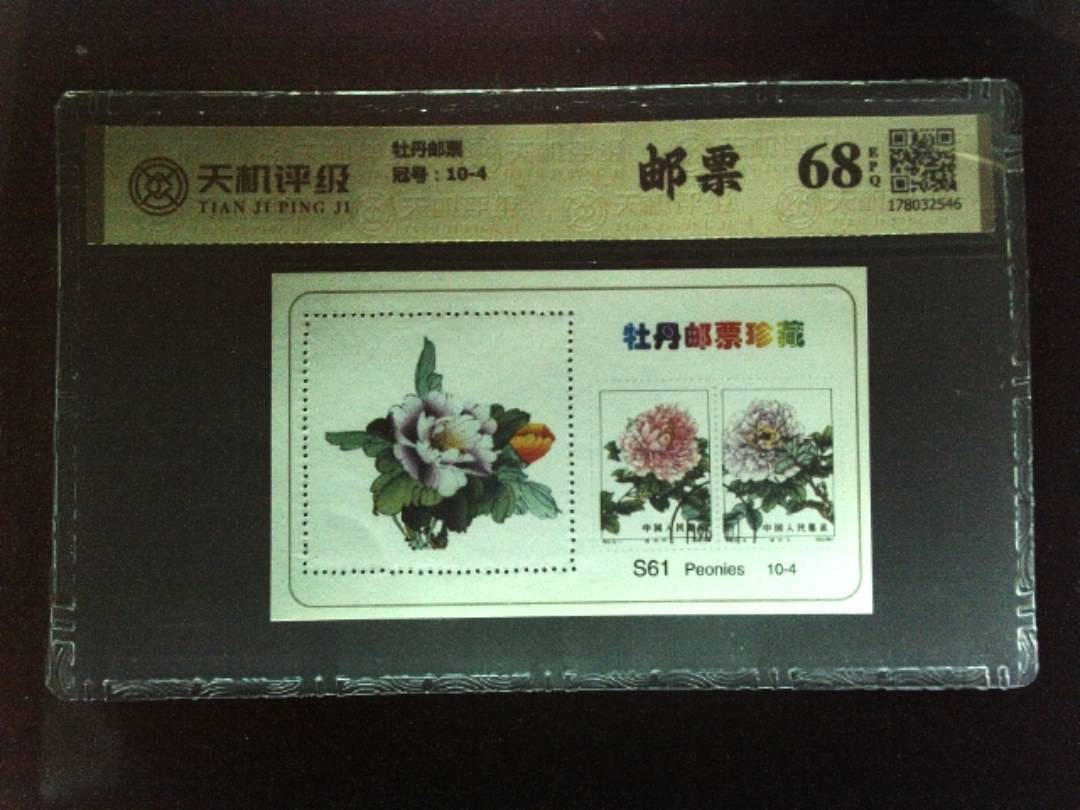 天机评级
TIAN JI PING JI
牡丹邮票
冠号：10-4
邮票
68
EPQ
178032546
牡丹邮票珍藏
中国人民邮政
中国人民邮政
S61 Peonies 10-4